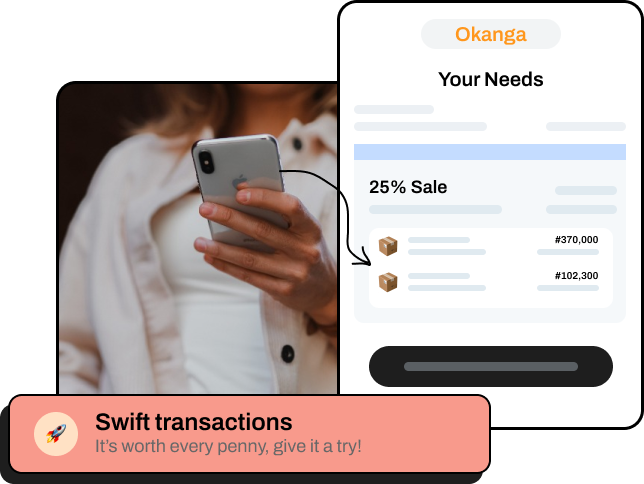 Okanga
Your Needs
25% Sale
#370,000
#102,300
Swift transactions
It's worth every penny, give it a try!